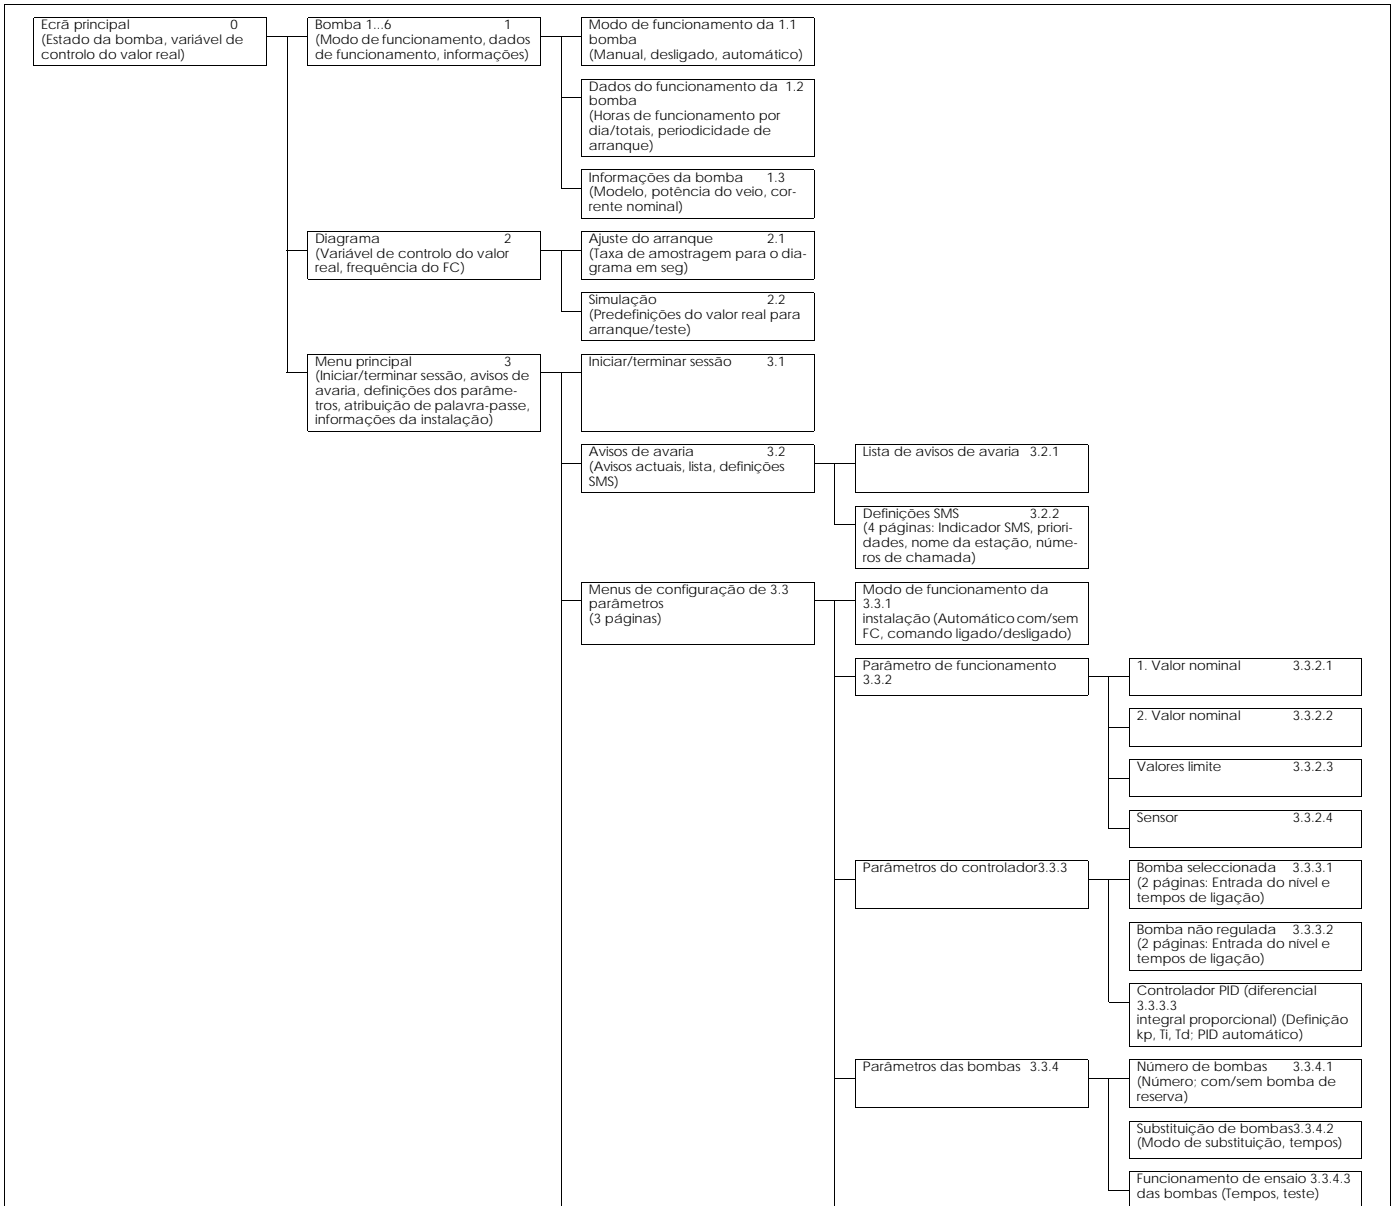 Ecrã principal 0
(Estado da bomba, variável de
controlo do valor real)
Bomba 1...6 1
(Modo de funcionamento, dados
de funcionamento, informações)
Modo de funcionamento da 1.1
bomba
(Manual, desligado, automático)
Dados do funcionamento da 1.2
bomba
(Horas de funcionamento por
dia/totais, periodicidade de
arranque)
Informações da bomba 1.3
(Modelo, potência do veio, cor-
rente nominal)
Diagrama 2
(Variável de controlo do valor
real, frequência do FC)
Ajuste do arranque 2.1
(Taxa de amostragem para o dia-
grama em seg)
Simulação 2.2
(Predefinições do valor real para
arranque/teste)
Menu principal 3
(Iniciar/terminar sessão, avisos de
avaria, definições dos parâme-
tros, atribuição de palavra-passe,
informações da instalação)
Iniciar/terminar sessão 3.1
Avisos de avaria 3.2
(Avisos actuais, lista, definições
SMS)
Lista de avisos de avaria 3.2.1
Definições SMS 3.2.2
(4 páginas: Indicador SMS, priori-
dades, nome da estação, núme-
ros de chamada)
Menus de configuração de 3.3
parâmetros
(3 páginas)
Modo de funcionamento da
3.3.1
instalação (Automático com/sem
FC, comando ligado/desligado)
Parâmetro de funcionamento
3.3.2
1. Valor nominal 3.3.2.1
2. Valor nominal 3.3.2.2
Valores limite 3.3.2.3
Sensor 3.3.2.4
Parâmetros do controlador3.3.3
Bomba seleccionada 3.3.3.1
(2 páginas: Entrada do nível e
tempos de ligação)
Bomba não regulada 3.3.3.2
(2 páginas: Entrada do nível e
tempos de ligação)
Controlador PID (diferencial
3.3.3.3
integral proporcional) (Definição
kp, Ti, Td; PID automático)
Parâmetros das bombas 3.3.4
Número de bombas 3.3.4.1
(Número; com/sem bomba de
reserva)
Substituição de bombas3.3.4.2
(Modo de substituição, tempos)
Funcionamento de ensaio 3.3.4.3
das bombas (Tempos, teste)